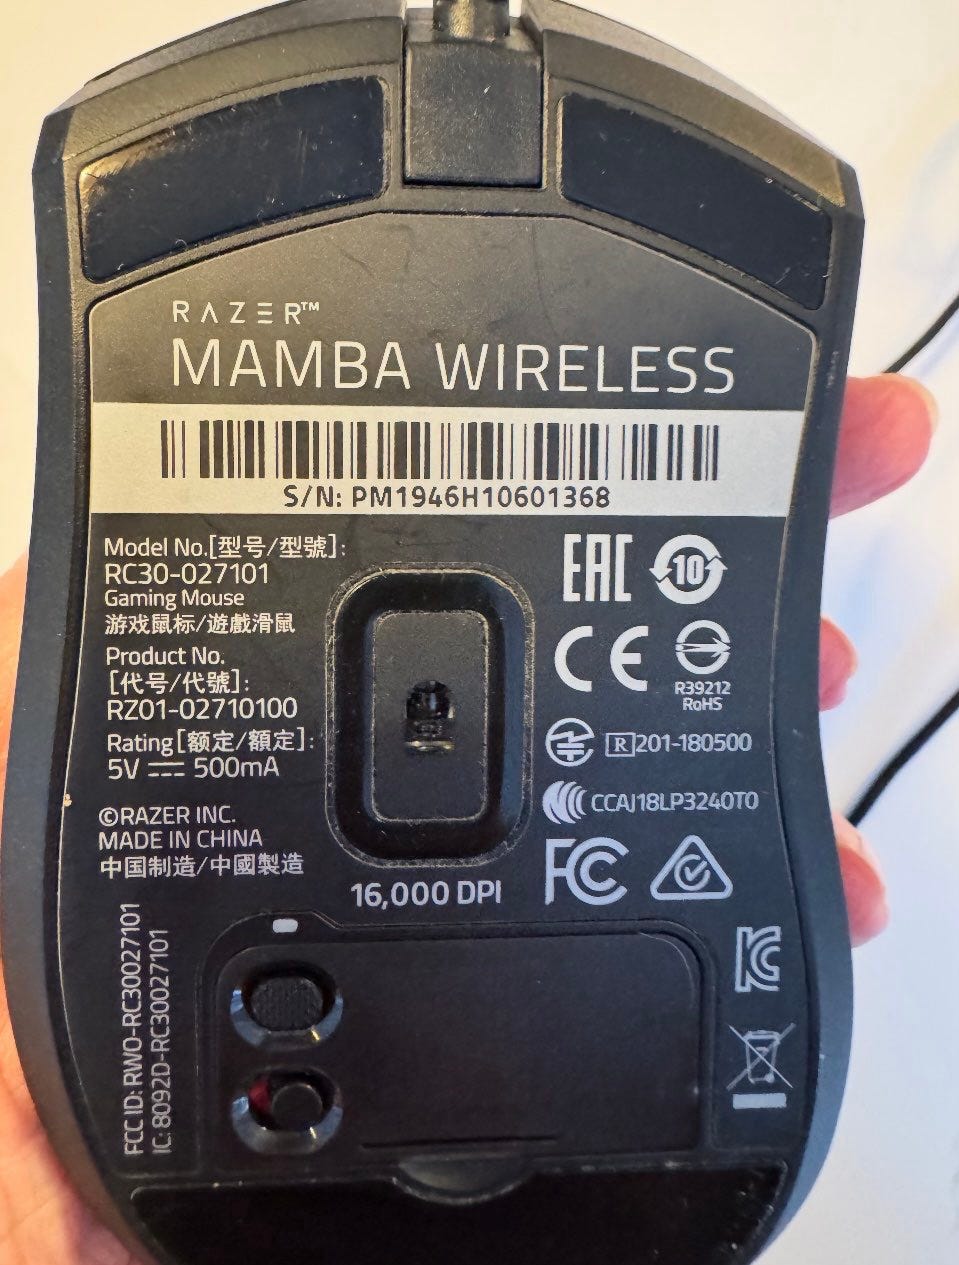 RAZER™
MAMBA WIRELESS
S/N: PM1946H10601368
Model No.[型号/型號]:
RC30-027101
Gaming Mouse
游戏鼠标/遊戲滑鼠
Product No.
[代号/代號]:
RZ01-02710100
Rating[额定/額定]:
5V ⎓ 500mA
©RAZER INC.
MADE IN CHINA
中国制造/中國製造
16,000 DPI
EAC
10
CE
R39212
RoHS
R 201-180500
CCAJ18LP3240T0
FC
KC
FCC ID: RWO-RC30027101
IC: 8092D-RC30027101